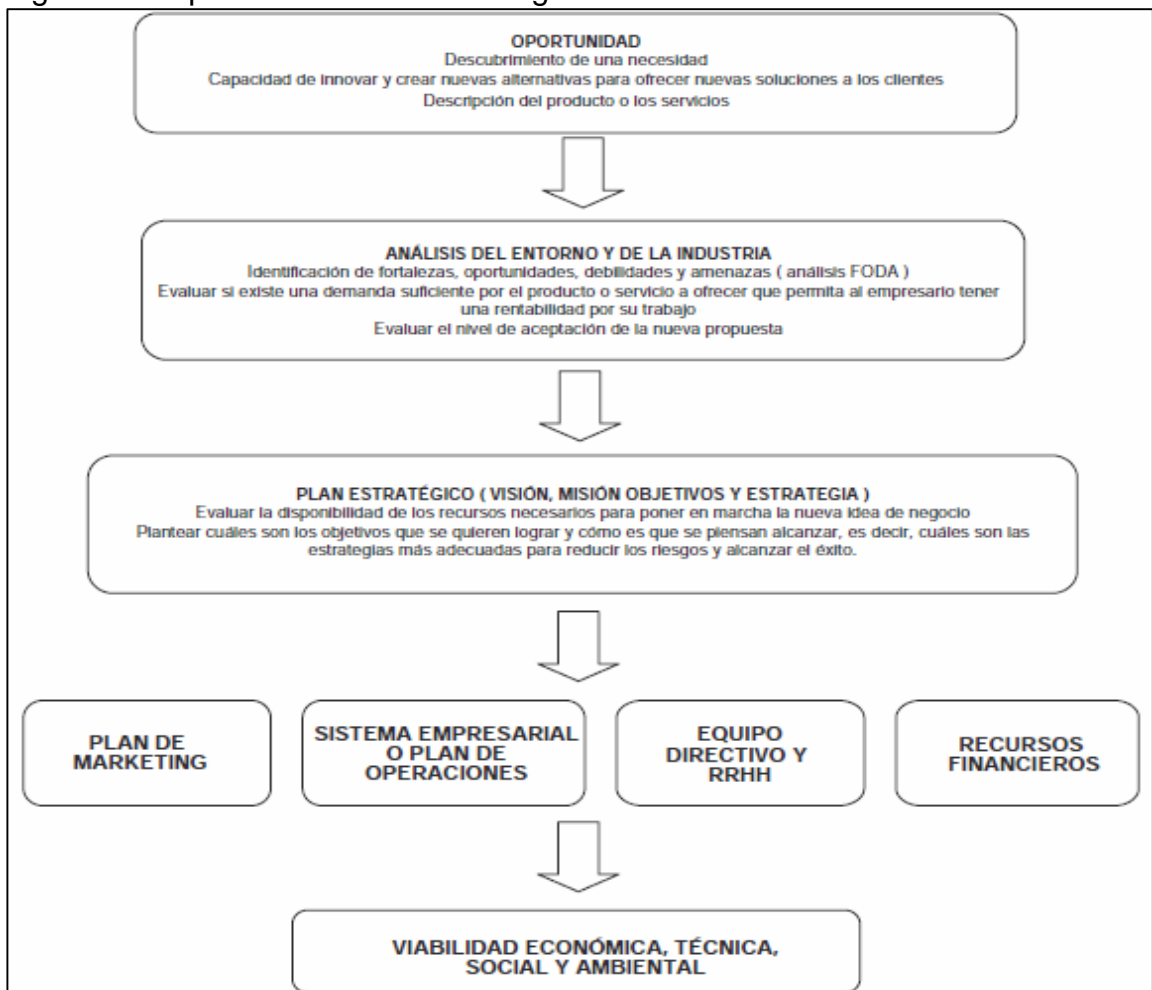 OPORTUNIDAD
Descubrimiento de una necesidad
Capacidad de innovar y crear nuevas alternativas para ofrecer nuevas soluciones a los clientes
Descripción del producto o los servicios
ANÁLISIS DEL ENTORNO Y DE LA INDUSTRIA
Identificación de fortalezas, oportunidades, debilidades y amenazas ( análisis FODA )
Evaluar si existe una demanda suficiente por el producto o servicio a ofrecer que permita al empresario tener
una rentabilidad por su trabajo
Evaluar el nivel de aceptación de la nueva propuesta
PLAN ESTRATÉGICO ( VISIÓN, MISIÓN OBJETIVOS Y ESTRATEGIA )
Evaluar la disponibilidad de los recursos necesarios para poner en marcha la nueva idea de negocio
Plantear cuáles son los objetivos que se quieren lograr y cómo es que se piensan alcanzar, es decir, cuáles son las
estrategias más adecuadas para reducir los riesgos y alcanzar el éxito.
PLAN DE
MARKETING
SISTEMA EMPRESARIAL
O PLAN DE
OPERACIONES
EQUIPO
DIRECTIVO Y
RRHH
RECURSOS
FINANCIEROS
VIABILIDAD ECONÓMICA, TÉCNICA,
SOCIAL Y AMBIENTAL